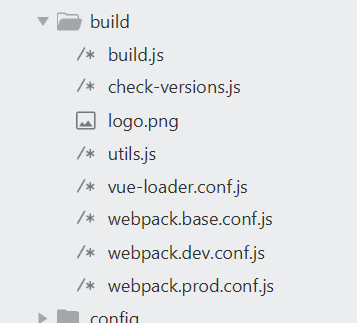 build
build.js
check-versions.js
logo.png
utils.js
vue-loader.conf.js
webpack.base.conf.js
webpack.dev.conf.js
webpack.prod.conf.js
config